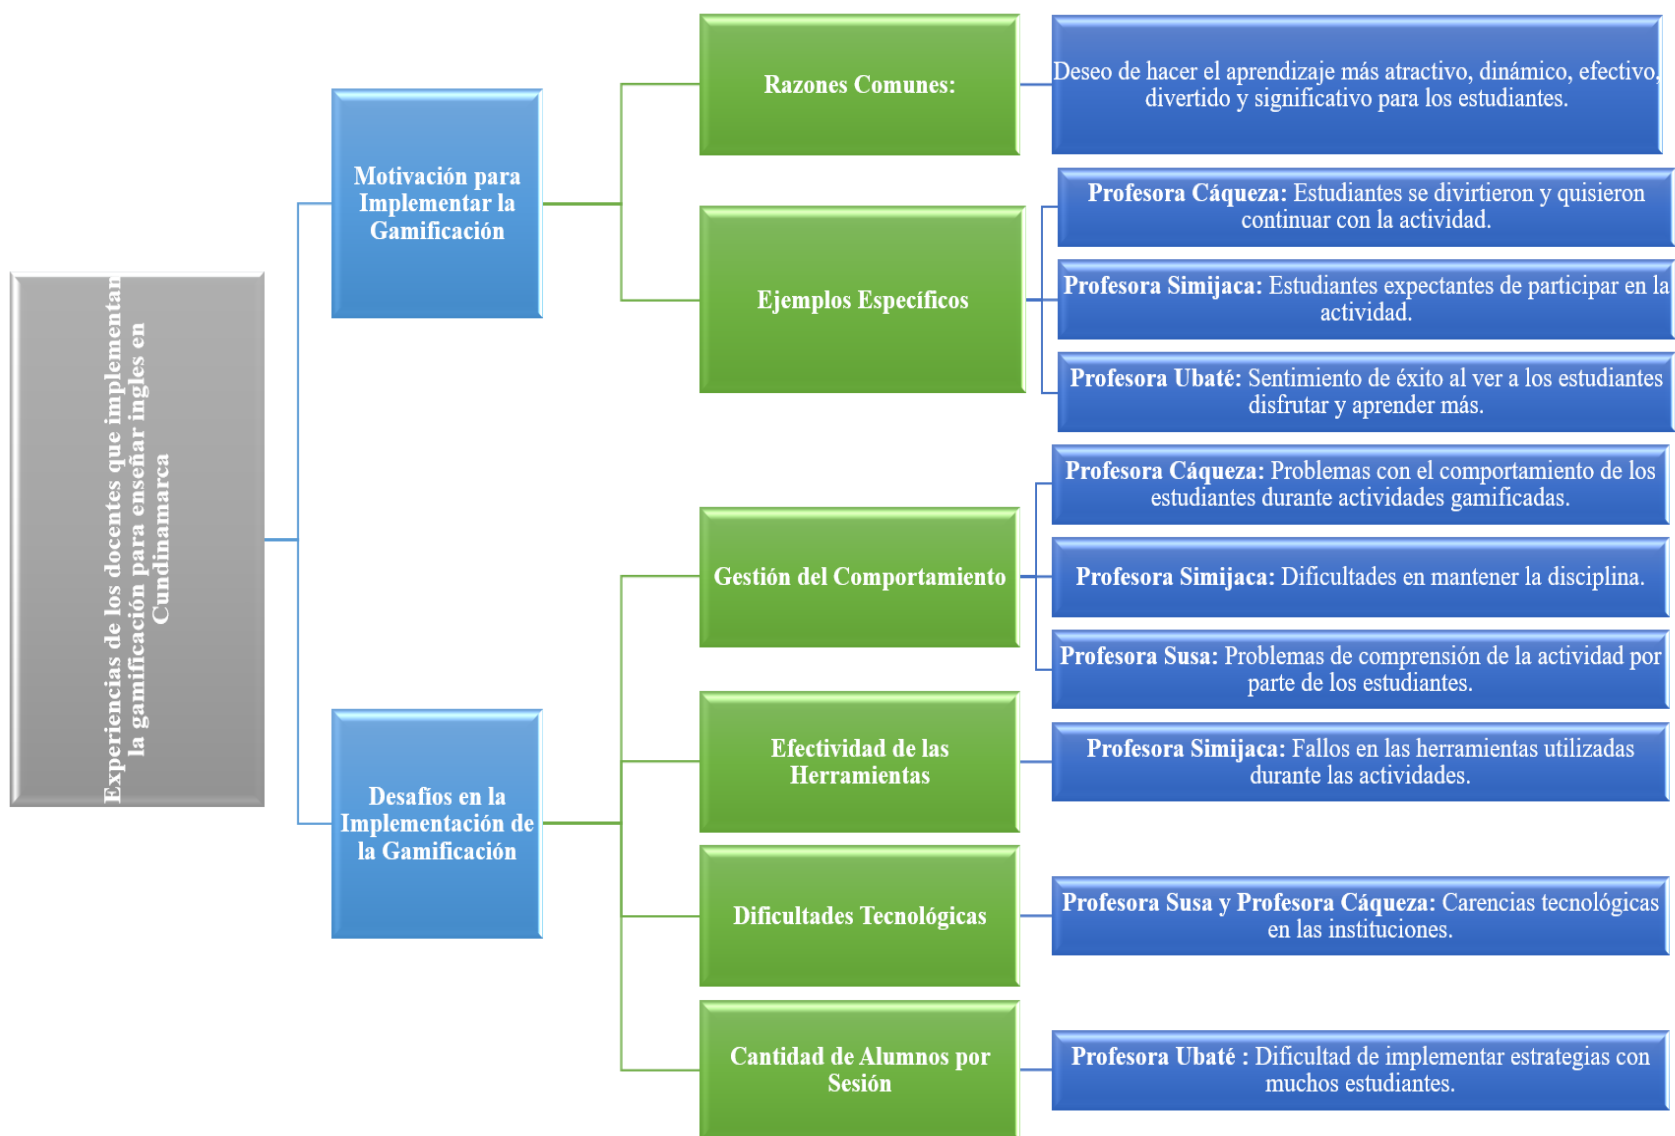 Experiencias de los docentes que implementan
la gamificación para enseñar ingles en
Cundinamarca
Motivación para
Implementar la
Gamificación
Razones Comunes:
Deseo de hacer el aprendizaje más atractivo, dinámico, efectivo,
divertido y significativo para los estudiantes.
Ejemplos Específicos
Profesora Cáqueza: Estudiantes se divirtieron y quisieron
continuar con la actividad.
Profesora Simijaca: Estudiantes expectantes de participar en la
actividad.
Profesora Ubaté: Sentimiento de éxito al ver a los estudiantes
disfrutar y aprender más.
Desafíos en la
Implementación de
la Gamificación
Gestión del Comportamiento
Profesora Cáqueza: Problemas con el comportamiento de los
estudiantes durante actividades gamificadas.
Profesora Simijaca: Dificultades en mantener la disciplina.
Profesora Susa: Problemas de comprensión de la actividad por
parte de los estudiantes.
Efectividad de las
Herramientas
Profesora Simijaca: Fallos en las herramientas utilizadas
durante las actividades.
Dificultades Tecnológicas
Profesora Susa y Profesora Cáqueza: Carencias tecnológicas
en las instituciones.
Cantidad de Alumnos por
Sesión
Profesora Ubaté : Dificultad de implementar estrategias con
muchos estudiantes.